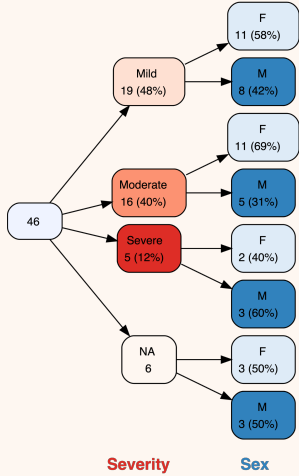 46
Mild
19 (48%)
F
11 (58%)
M
8 (42%)
Moderate
16 (40%)
F
11 (69%)
M
5 (31%)
Severe
5 (12%)
F
2 (40%)
M
3 (60%)
NA
6
F
3 (50%)
M
3 (50%)
Severity
Sex